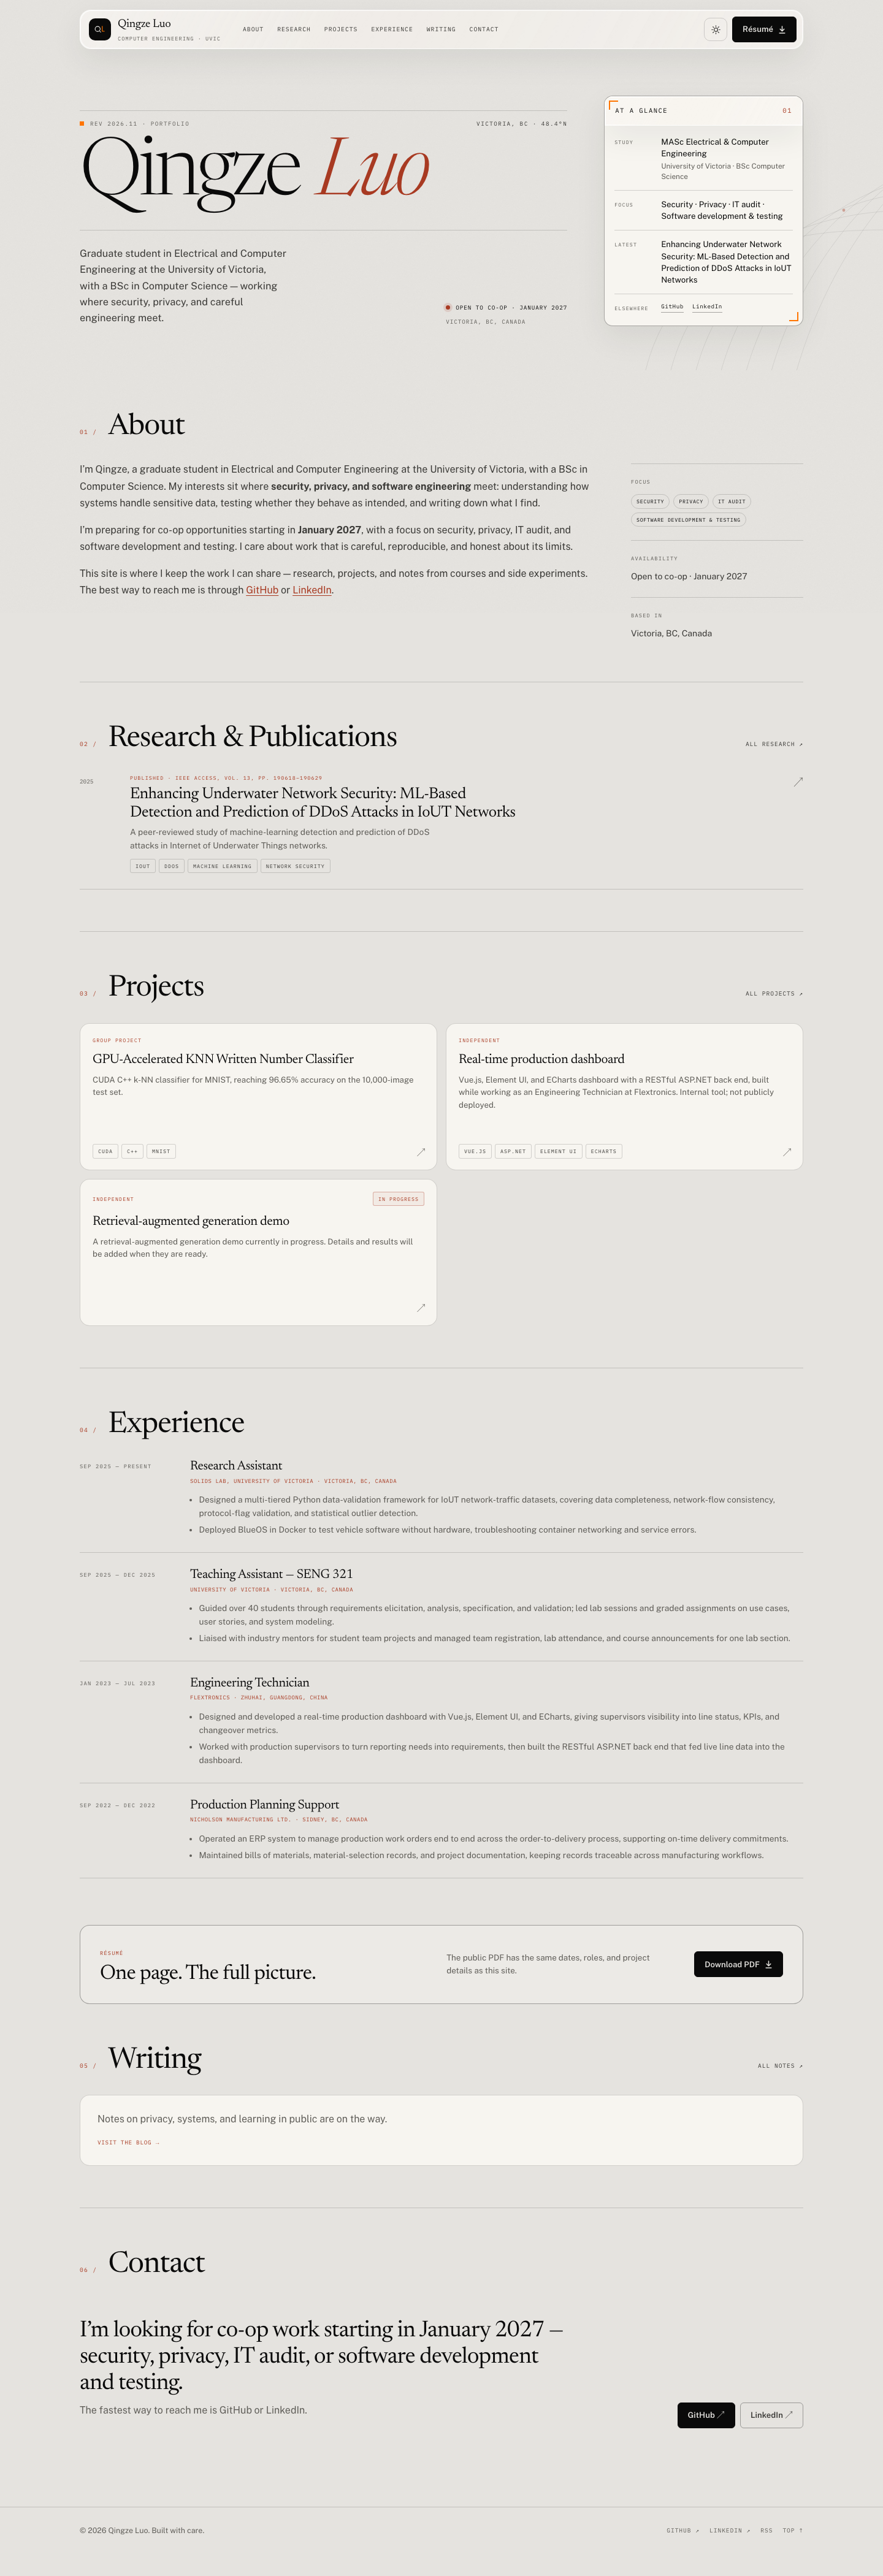 Qingze Luo
COMPUTER ENGINEERING · UVIC
ABOUT RESEARCH PROJECTS EXPERIENCE WRITING CONTACT
Résumé
REV 2026.11 · PORTFOLIO
VICTORIA, BC · 48.4°N
Qingze Luo
Graduate student in Electrical and Computer
Engineering at the University of Victoria,
with a BSc in Computer Science — working
where security, privacy, and careful
engineering meet.
OPEN TO CO-OP · JANUARY 2027
VICTORIA, BC, CANADA
AT A GLANCE
01
STUDY
MASc Electrical & Computer
Engineering
University of Victoria · BSc Computer
Science
FOCUS
Security · Privacy · IT audit ·
Software development & testing
LATEST
Enhancing Underwater Network
Security: ML-Based Detection and
Prediction of DDoS Attacks in IoUT
Networks
ELSEWHERE
GitHub LinkedIn
01 / About
I’m Qingze, a graduate student in Electrical and Computer Engineering at the University of Victoria, with a BSc in
Computer Science. My interests sit where security, privacy, and software engineering meet: understanding how
systems handle sensitive data, testing whether they behave as intended, and writing down what I find.
I’m preparing for co-op opportunities starting in January 2027, with a focus on security, privacy, IT audit, and
software development and testing. I care about work that is careful, reproducible, and honest about its limits.
This site is where I keep the work I can share — research, projects, and notes from courses and side experiments.
The best way to reach me is through GitHub or LinkedIn.
FOCUS
SECURITY PRIVACY IT AUDIT
SOFTWARE DEVELOPMENT & TESTING
AVAILABILITY
Open to co-op · January 2027
BASED IN
Victoria, BC, Canada
02 / Research & Publications
ALL RESEARCH ↗
2025
PUBLISHED · IEEE ACCESS, VOL. 13, PP. 190618–190629
Enhancing Underwater Network Security: ML-Based
Detection and Prediction of DDoS Attacks in IoUT Networks
A peer-reviewed study of machine-learning detection and prediction of DDoS
attacks in Internet of Underwater Things networks.
IOUT DDOS MACHINE LEARNING NETWORK SECURITY
03 / Projects
ALL PROJECTS ↗
GROUP PROJECT
GPU-Accelerated KNN Written Number Classifier
CUDA C++ k-NN classifier for MNIST, reaching 96.65% accuracy on the 10,000-image
test set.
CUDA C++ MNIST
INDEPENDENT
Real-time production dashboard
Vue.js, Element UI, and ECharts dashboard with a RESTful ASP.NET back end, built
while working as an Engineering Technician at Flextronics. Internal tool; not publicly
deployed.
VUE.JS ASP.NET ELEMENT UI ECHARTS
INDEPENDENT
IN PROGRESS
Retrieval-augmented generation demo
A retrieval-augmented generation demo currently in progress. Details and results will
be added when they are ready.
04 / Experience
SEP 2025 — PRESENT
Research Assistant
SOLIDS LAB, UNIVERSITY OF VICTORIA · VICTORIA, BC, CANADA
• Designed a multi-tiered Python data-validation framework for IoUT network-traffic datasets, covering data completeness, network-flow consistency,
protocol-flag validation, and statistical outlier detection.
• Deployed BlueOS in Docker to test vehicle software without hardware, troubleshooting container networking and service errors.
SEP 2025 — DEC 2025
Teaching Assistant — SENG 321
UNIVERSITY OF VICTORIA · VICTORIA, BC, CANADA
• Guided over 40 students through requirements elicitation, analysis, specification, and validation; led lab sessions and graded assignments on use cases,
user stories, and system modeling.
• Liaised with industry mentors for student team projects and managed team registration, lab attendance, and course announcements for one lab section.
JAN 2023 — JUL 2023
Engineering Technician
FLEXTRONICS · ZHUHAI, GUANGDONG, CHINA
• Designed and developed a real-time production dashboard with Vue.js, Element UI, and ECharts, giving supervisors visibility into line status, KPIs, and
changeover metrics.
• Worked with production supervisors to turn reporting needs into requirements, then built the RESTful ASP.NET back end that fed live line data into the
dashboard.
SEP 2022 — DEC 2022
Production Planning Support
NICHOLSON MANUFACTURING LTD. · SIDNEY, BC, CANADA
• Operated an ERP system to manage production work orders end to end across the order-to-delivery process, supporting on-time delivery commitments.
• Maintained bills of materials, material-selection records, and project documentation, keeping records traceable across manufacturing workflows.
RÉSUMÉ
One page. The full picture.
The public PDF has the same dates, roles, and project
details as this site.
Download PDF
05 / Writing
ALL NOTES ↗
Notes on privacy, systems, and learning in public are on the way.
VISIT THE BLOG →
06 / Contact
I’m looking for co-op work starting in January 2027 —
security, privacy, IT audit, or software development
and testing.
The fastest way to reach me is GitHub or LinkedIn.
GitHub LinkedIn
© 2026 Qingze Luo. Built with care.
GITHUB ↗ LINKEDIN ↗ RSS TOP ↑